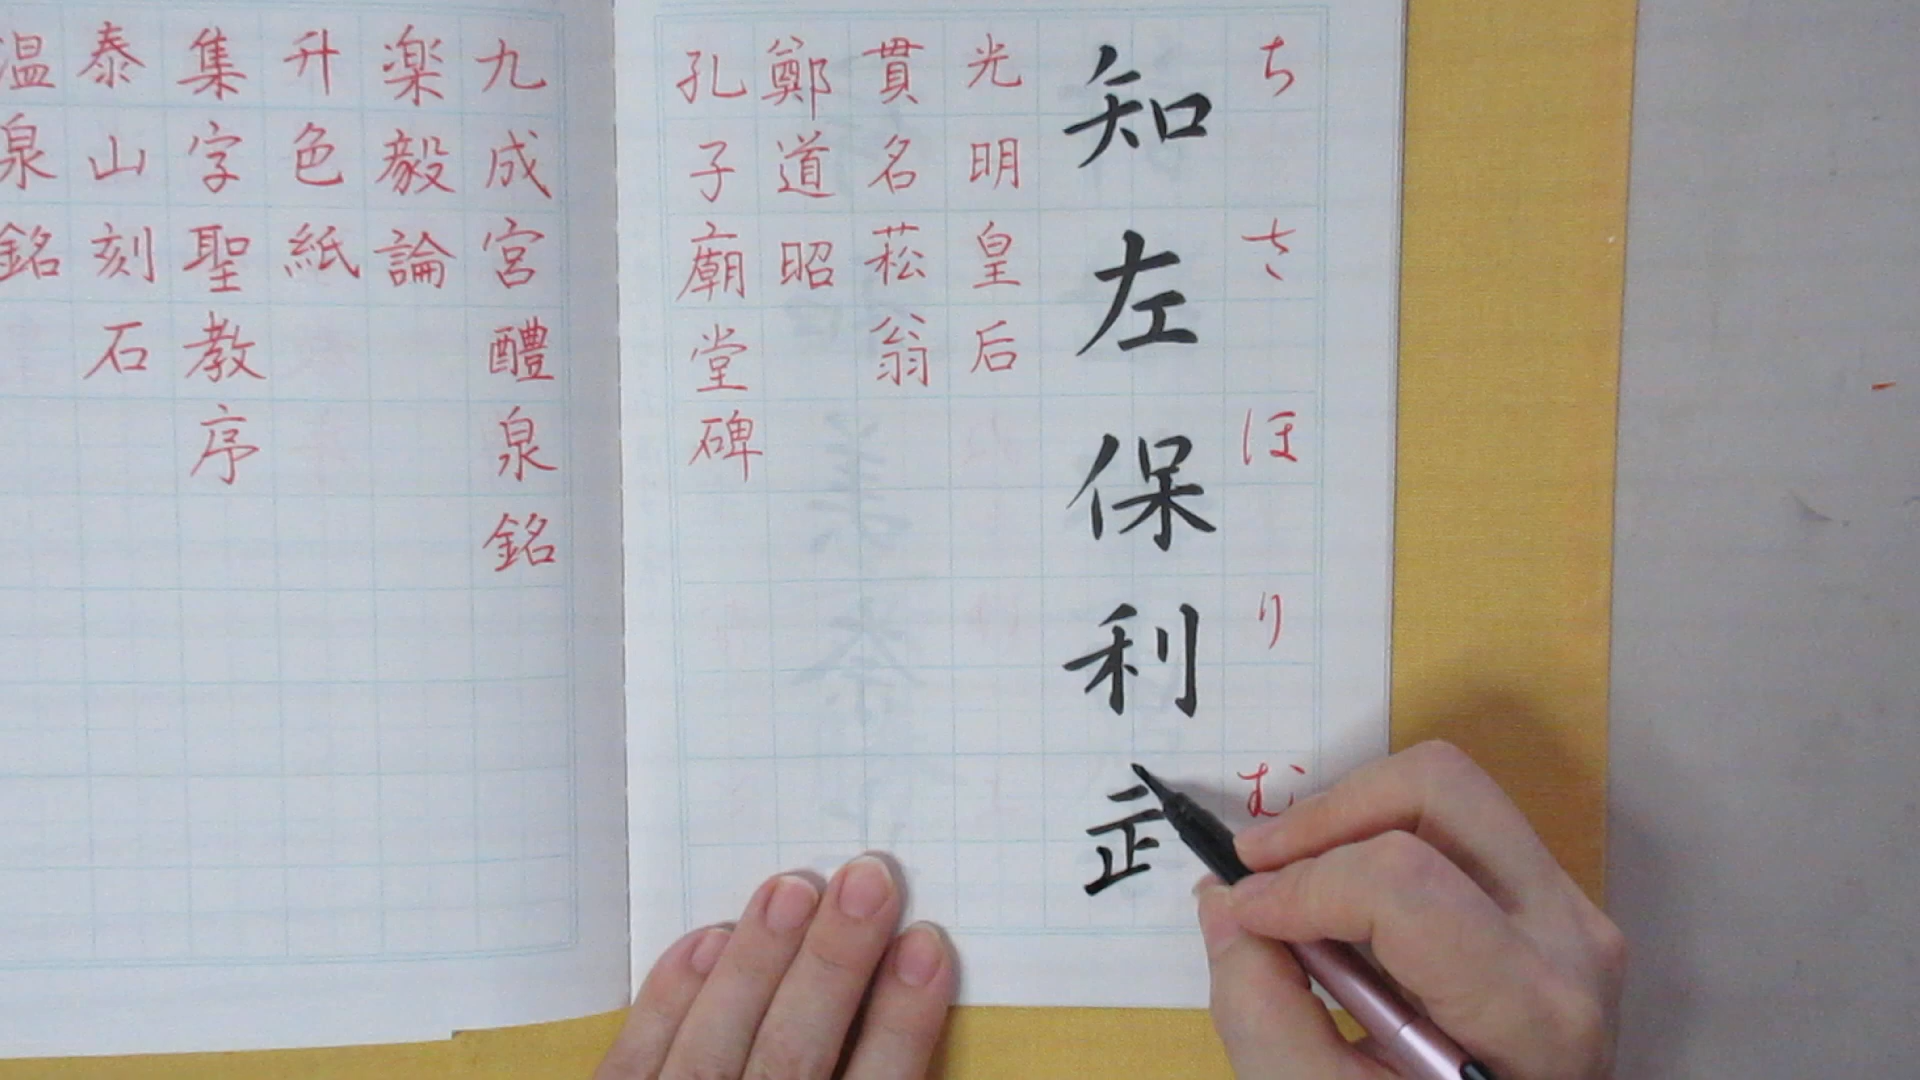 ちさほりむ
知左保利武
光明皇后
貫名菘翁
鄭道昭
孔子廟堂碑
九成宮醴泉銘
楽毅論
升色紙
集字聖教序
泰山刻石
温泉銘